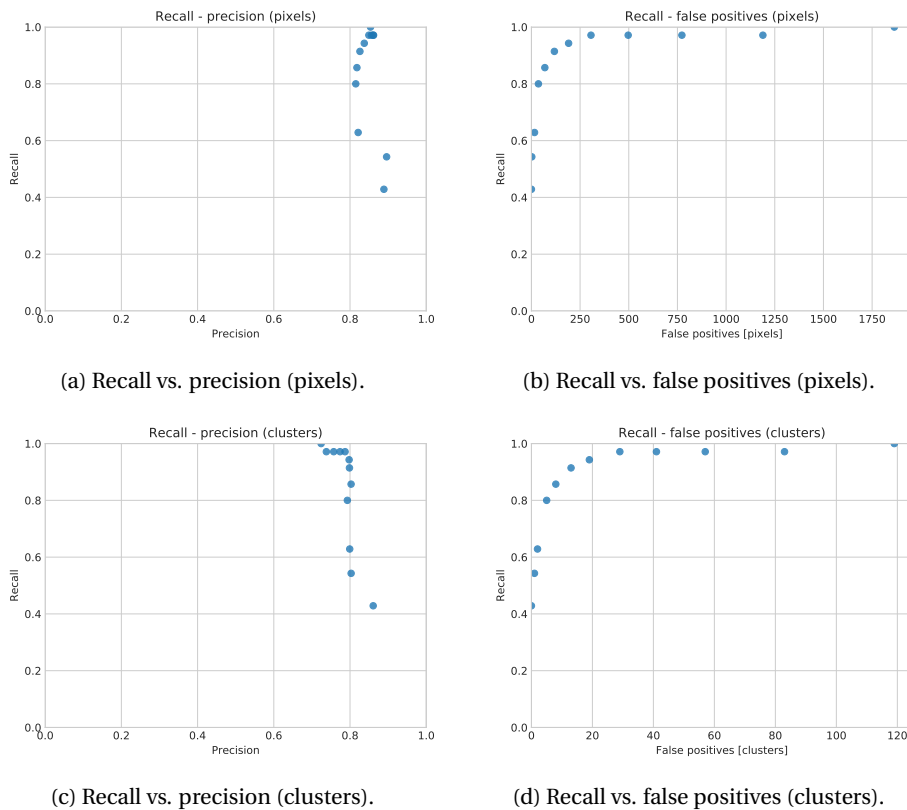 Recall - precision (pixels)
1.0
0.8
0.6
0.4
0.2
0.0
Recall
0.0 0.2 0.4 0.6 0.8 1.0
Precision
(a) Recall vs. precision (pixels).
Recall - false positives (pixels)
1.0
0.8
0.6
0.4
0.2
0.0
Recall
0 250 500 750 1000 1250 1500 1750
False positives [pixels]
(b) Recall vs. false positives (pixels).
Recall - precision (clusters)
1.0
0.8
0.6
0.4
0.2
0.0
Recall
0.0 0.2 0.4 0.6 0.8 1.0
Precision
(c) Recall vs. precision (clusters).
Recall - false positives (clusters)
1.0
0.8
0.6
0.4
0.2
0.0
Recall
0 20 40 60 80 100 120
False positives [clusters]
(d) Recall vs. false positives (clusters).